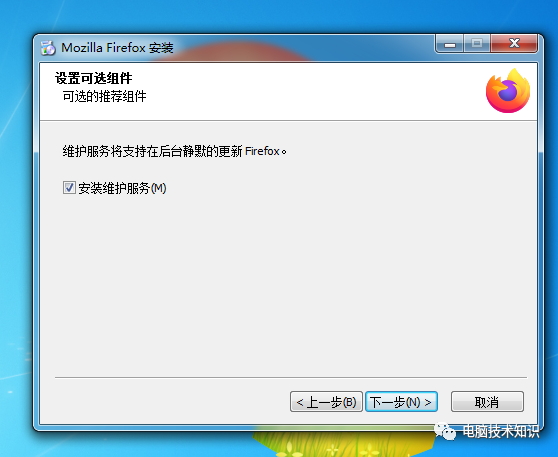 Mozilla Firefox 安装
设置可选组件
可选的推荐组件
维护服务将支持在后台静默的更新 Firefox。
安装维护服务(M)
< 上一步(B) 下一步(N) > 取消
电脑技术知识